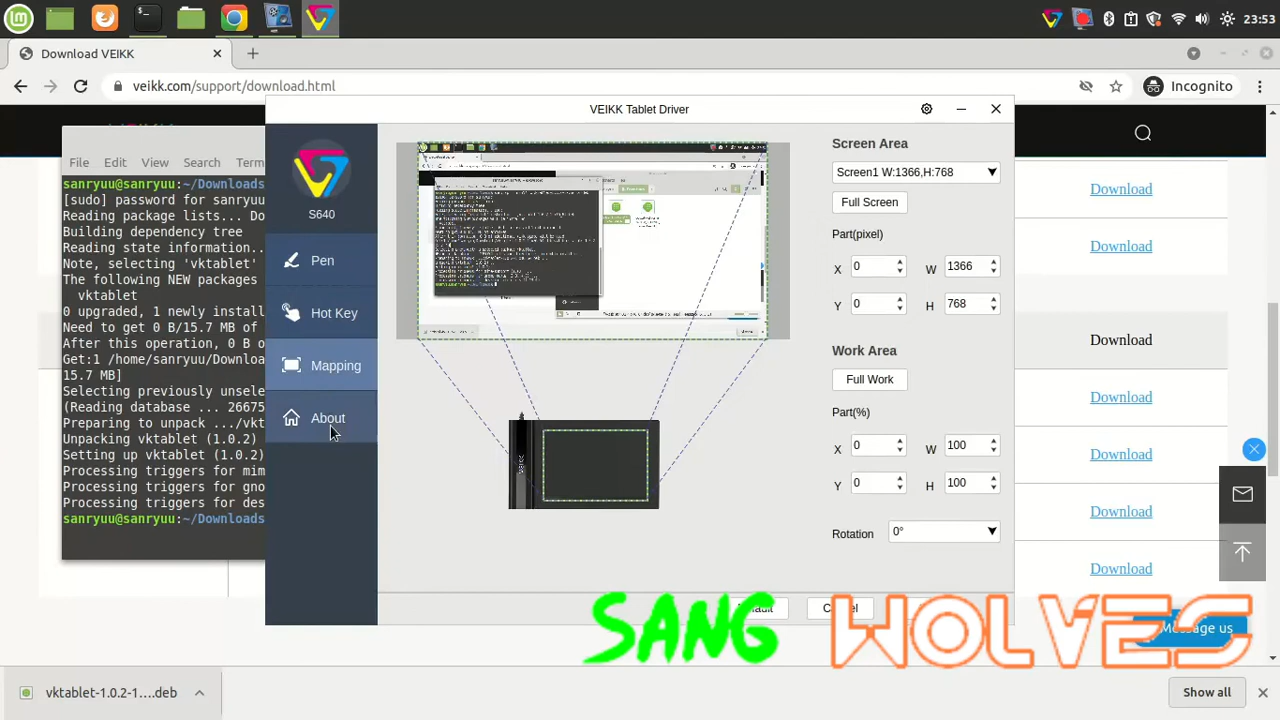 23:53
Download VEIKK
veikk.com/support/download.html
Incognito
VEIKK Tablet Driver
File Edit View Search Term
sanryuu@sanryuu:~/Downloads
[sudo] password for sanryuu
Reading package lists... Do
Building dependency tree
Reading state information..
Note, selecting 'vktablet'
The following NEW packages
vktablet
0 upgraded, 1 newly install
Need to get 0 B/15.7 MB of
After this operation, 0 B o
Get:1 /home/sanryuu/Downloa
15.7 MB]
Selecting previously unsele
(Reading database ... 26675
Preparing to unpack .../vkt
Unpacking vktablet (1.0.2)
Setting up vktablet (1.0.2)
Processing triggers for mim
Processing triggers for gno
Processing triggers for des
sanryuu@sanryuu:~/Downloads
S640
Pen
Hot Key
Mapping
About
VEIKK
Screen Area
Screen1 W:1366,H:768
Full Screen
Part(pixel)
X 0 W 1366
Y 0 H 768
Work Area
Full Work
Part(%)
X 0 W 100
Y 0 H 100
Rotation 0°
Download
Download
Download
Download
Download
Download
Download
SANG WOLVES
Message us
vktablet-1.0.2-1....deb
Show all